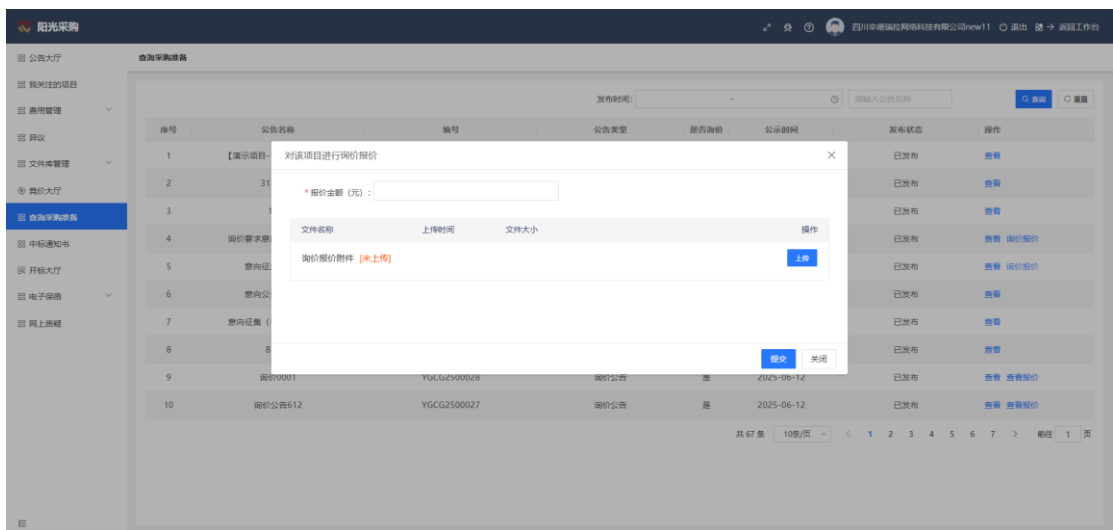 阳光采购
四川辛德瑞拉网络科技有限公司new11 退出 返回工作台
公告大厅
我关注的项目
费用管理
异议
文件库管理
竞价大厅
查询采购准备
中标通知书
开标大厅
电子保函
网上质疑
查询采购准备
发布时间: - 请输入公告名称 查询 重置
序号 公告名称 编号 公告类型 是否询价 公示时间 发布状态 操作
1 【演示项目- 已发布 查看
2 31 已发布 查看
3 已发布 查看
4 询价要求意 已发布 查看 询价报价
5 意向征 已发布 查看 询价报价
6 意向公 已发布 查看
7 意向征集 ( 已发布 查看
8 8 已发布 查看
9 询价0001 YGCG2500028 询价公告 是 2025-06-12 已发布 查看 查看报价
10 询价公告612 YGCG2500027 询价公告 是 2025-06-12 已发布 查看 查看报价
共 67 条 10条/页 < 1 2 3 4 5 6 7 > 前往 1 页
对该项目进行询价报价 ×
* 报价金额（元）:
文件名称 上传时间 文件大小 操作
询价报价附件 [未上传] 上传
提交 关闭